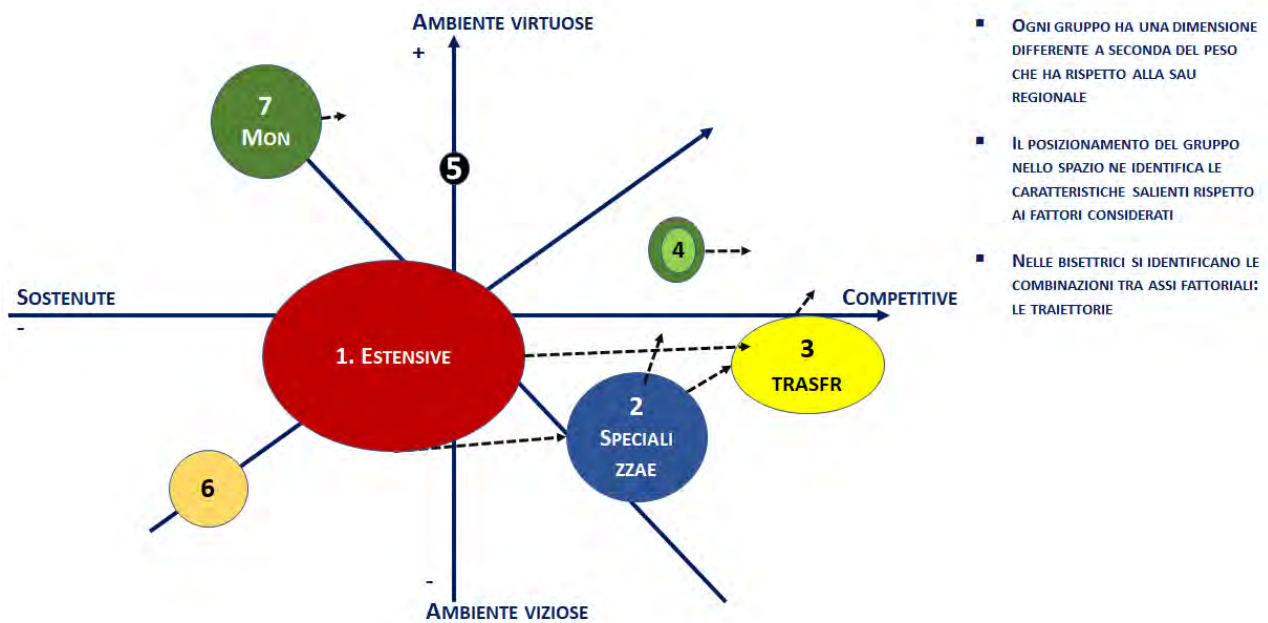 AMBIENTE VIRTUOSE
+
7
MON
5
4
SOSTENUTE
-
COMPETITIVE
1. ESTENSIVE
3
TRASFR
2
SPECIALI
ZZAE
6
-
AMBIENTE VIZIOSE
▪ OGNI GRUPPO HA UNA DIMENSIONE
DIFFERENTE A SECONDA DEL PESO
CHE HA RISPETTO ALLA SAU
REGIONALE
▪ IL POSIZIONAMENTO DEL GRUPPO
NELLO SPAZIO NE IDENTIFICA LE
CARATTERISTICHE SALIENTI RISPETTO
AI FATTORI CONSIDERATI
▪ NELLE BISETTRICI SI IDENTIFICANO LE
COMBINAZIONI TRA ASSI FATTORIALI:
LE TRAIETTORIE